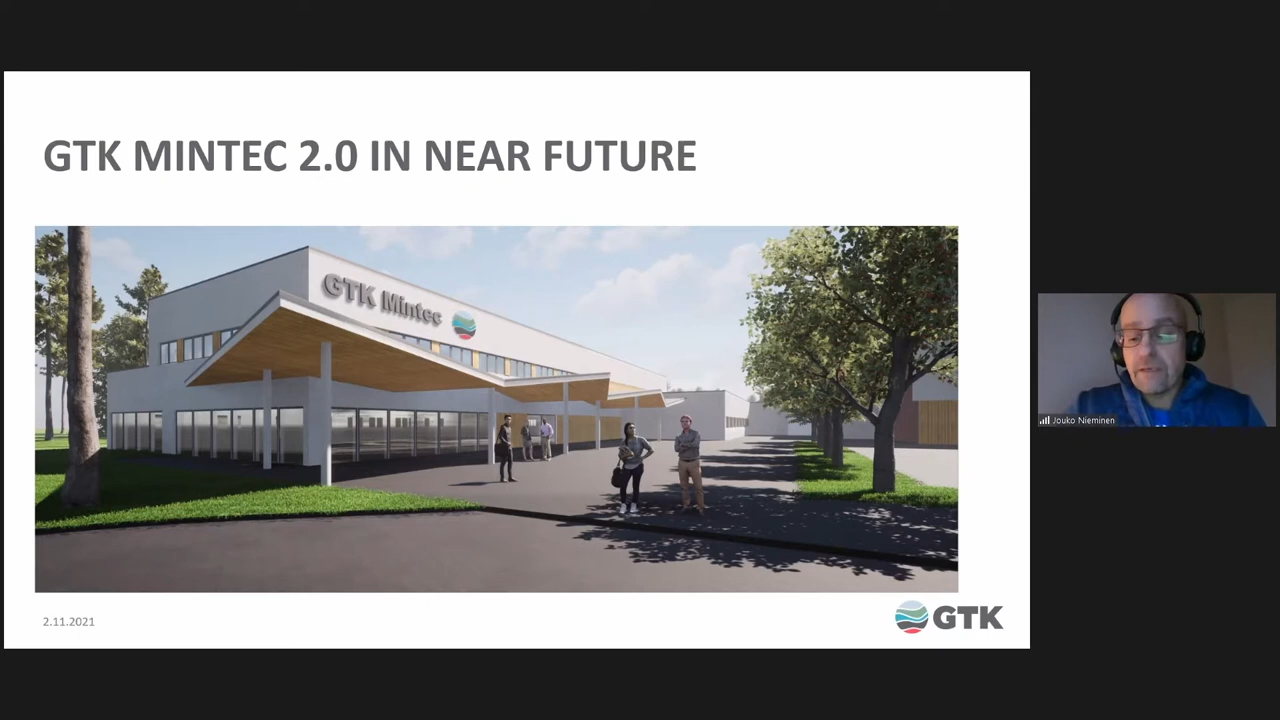 GTK MINTEC 2.0 IN NEAR FUTURE
GTK Mintec
Jouko Nieminen
2.11.2021
GTK